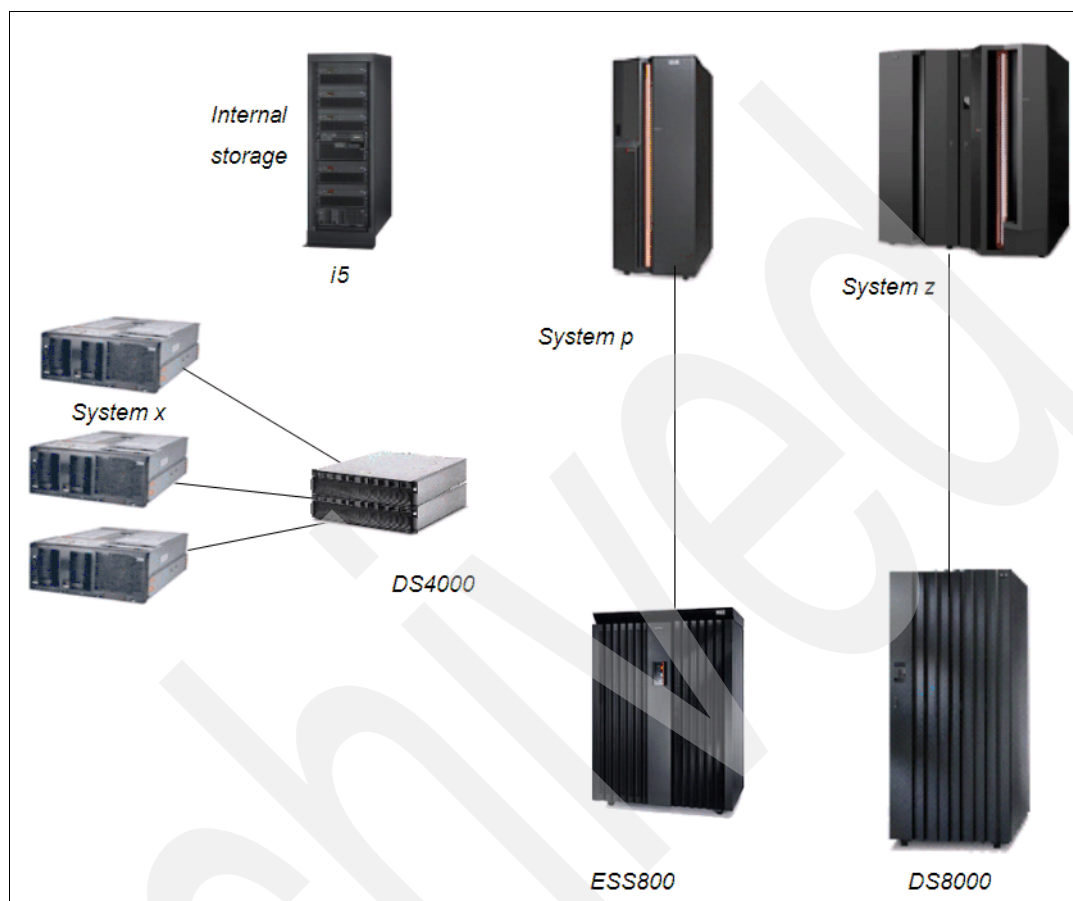 Internal
storage
i5
System p
System z
System x
DS4000
ESS800
DS8000